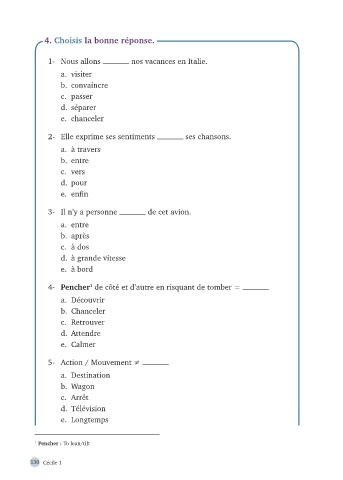 4. Choisis la bonne réponse.
1- Nous allons ______ nos vacances en Italie.
a. visiter
b. convaincre
c. passer
d. séparer
e. chanceler
2- Elle exprime ses sentiments ______ ses chansons.
a. à travers
b. entre
c. vers
d. pour
e. enfin
3- Il n'y a personne ______ de cet avion.
a. entre
b. après
c. à dos
d. à grande vitesse
e. à bord
4- Pencher¹ de côté et d'autre en risquant de tomber = ______
a. Découvrir
b. Chanceler
c. Retrouver
d. Attendre
e. Calmer
5- Action / Mouvement ≠ ______
a. Destination
b. Wagon
c. Arrêt
d. Télévision
e. Longtemps
¹ Pencher : To lean/tilt
130 Cécile 1